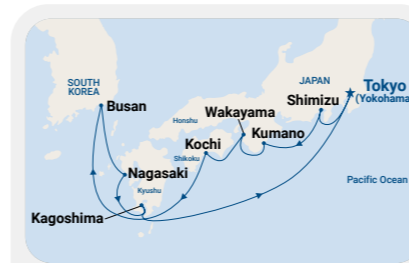 SOUTH
KOREA
Busan
Honshu
JAPAN
Tokyo
(Yokohama)
Wakayama
Shimizu
Kochi
Kumano
Shikoku
Nagasaki
Kyushu
Pacific Ocean
Kagoshima